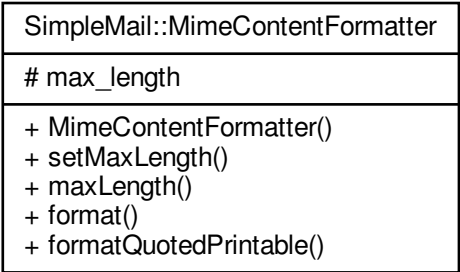 SimpleMail::MimeContentFormatter
# max_length
+ MimeContentFormatter()
+ setMaxLength()
+ maxLength()
+ format()
+ formatQuotedPrintable()